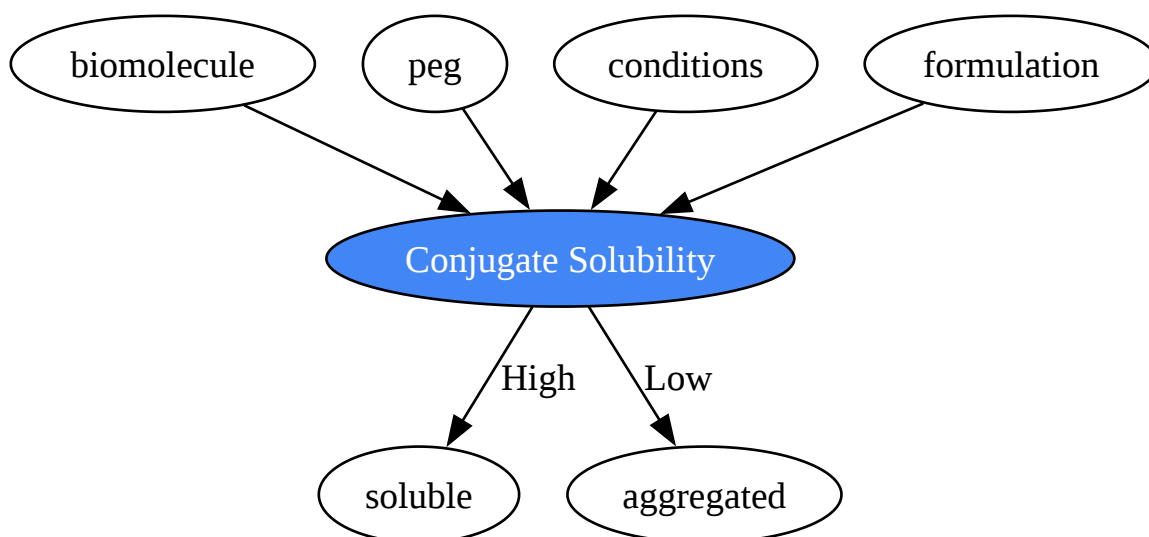 biomolecule
peg
conditions
formulation
Conjugate Solubility
High
Low
soluble
aggregated